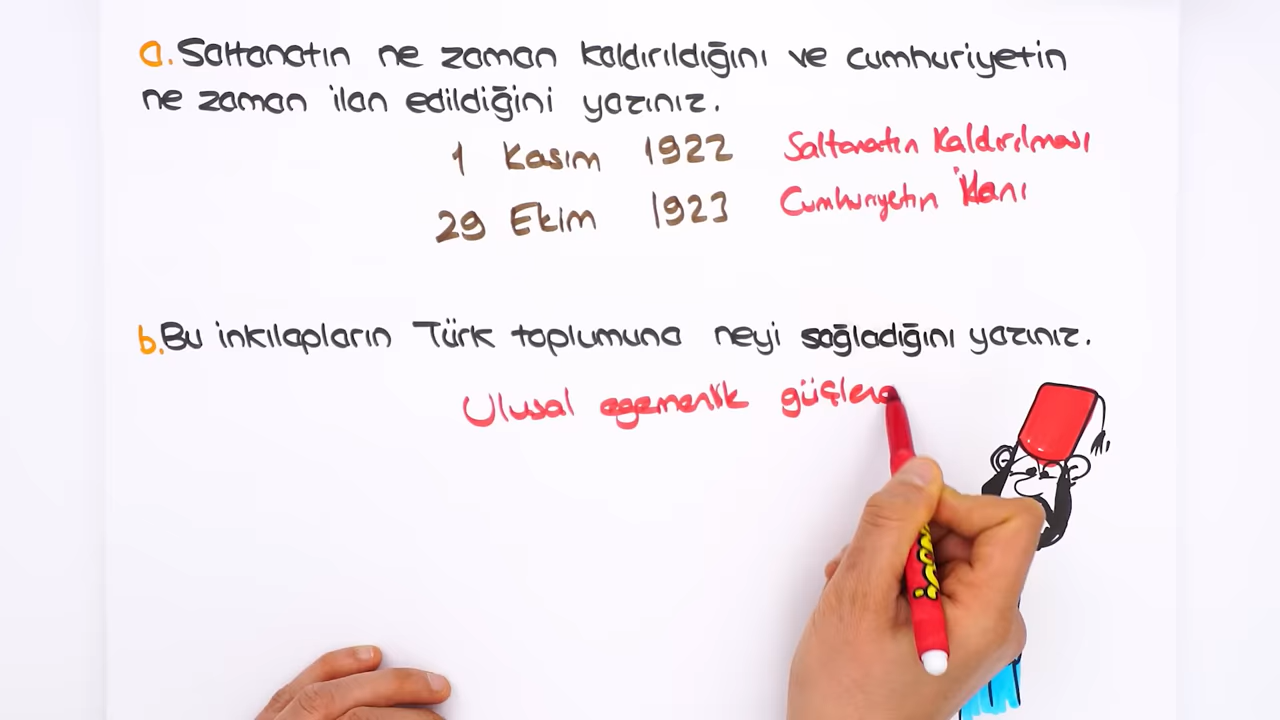 a. Saltanatın ne zaman kaldırıldığını ve cumhuriyetin
ne zaman ilan edildiğini yazınız.
1 Kasım 1922 Saltanatın Kaldırılması
29 Ekim 1923 Cumhuriyetin İlanı
b. Bu inkılapların Türk toplumuna neyi sağladığını yazınız.
Ulusal egemenlik güçlene